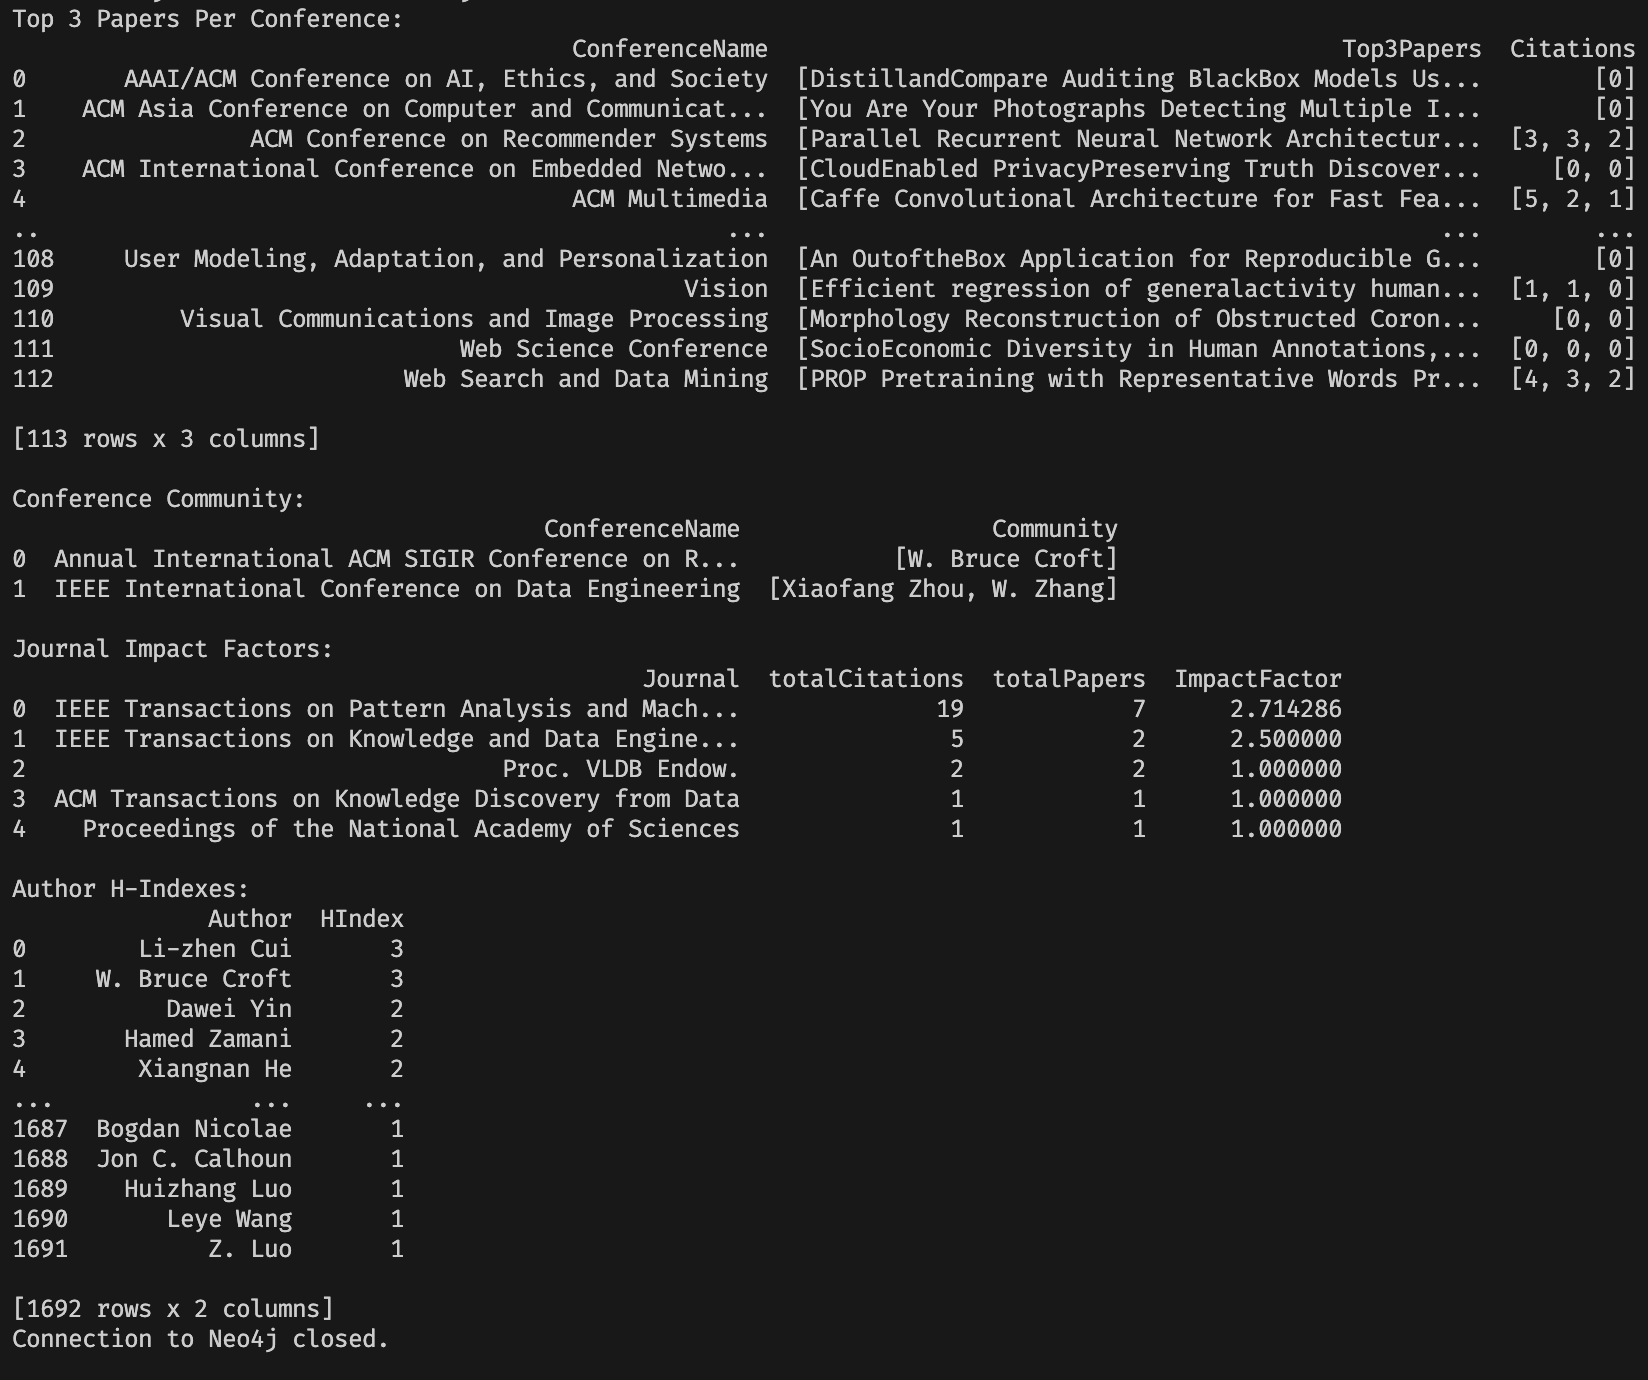 Top 3 Papers Per Conference:
ConferenceName Top3Papers Citations
0 AAAI/ACM Conference on AI, Ethics, and Society [DistillandCompare Auditing BlackBox Models Us... [0]
1 ACM Asia Conference on Computer and Communicat... [You Are Your Photographs Detecting Multiple I... [0]
2 ACM Conference on Recommender Systems [Parallel Recurrent Neural Network Architectur... [3, 3, 2]
3 ACM International Conference on Embedded Netwo... [CloudEnabled PrivacyPreserving Truth Discover... [0, 0]
4 ACM Multimedia [Caffe Convolutional Architecture for Fast Fea... [5, 2, 1]
.. ... ... ...
108 User Modeling, Adaptation, and Personalization [An OutoftheBox Application for Reproducible G... [0]
109 Vision [Efficient regression of generalactivity human... [1, 1, 0]
110 Visual Communications and Image Processing [Morphology Reconstruction of Obstructed Coron... [0, 0]
111 Web Science Conference [SocioEconomic Diversity in Human Annotations,... [0, 0, 0]
112 Web Search and Data Mining [PROP Pretraining with Representative Words Pr... [4, 3, 2]
[113 rows x 3 columns]
Conference Community:
ConferenceName Community
0 Annual International ACM SIGIR Conference on R... [W. Bruce Croft]
1 IEEE International Conference on Data Engineering [Xiaofang Zhou, W. Zhang]
Journal Impact Factors:
Journal totalCitations totalPapers ImpactFactor
0 IEEE Transactions on Pattern Analysis and Mach... 19 7 2.714286
1 IEEE Transactions on Knowledge and Data Engine... 5 2 2.500000
2 Proc. VLDB Endow. 2 2 1.000000
3 ACM Transactions on Knowledge Discovery from Data 1 1 1.000000
4 Proceedings of the National Academy of Sciences 1 1 1.000000
Author H-Indexes:
Author HIndex
0 Li-zhen Cui 3
1 W. Bruce Croft 3
2 Dawei Yin 2
3 Hamed Zamani 2
4 Xiangnan He 2
... ... ...
1687 Bogdan Nicolae 1
1688 Jon C. Calhoun 1
1689 Huizhang Luo 1
1690 Leye Wang 1
1691 Z. Luo 1
[1692 rows x 2 columns]
Connection to Neo4j closed.